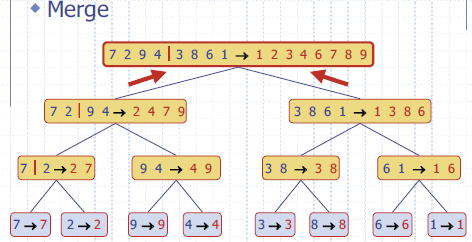 Merge
7 2 9 4 | 3 8 6 1 → 1 2 3 4 6 7 8 9
7 2 | 9 4 → 2 4 7 9
3 8 6 1 → 1 3 8 6
7 | 2 → 2 7
9 4 → 4 9
3 8 → 3 8
6 1 → 1 6
7 → 7
2 → 2
9 → 9
4 → 4
3 → 3
8 → 8
6 → 6
1 → 1